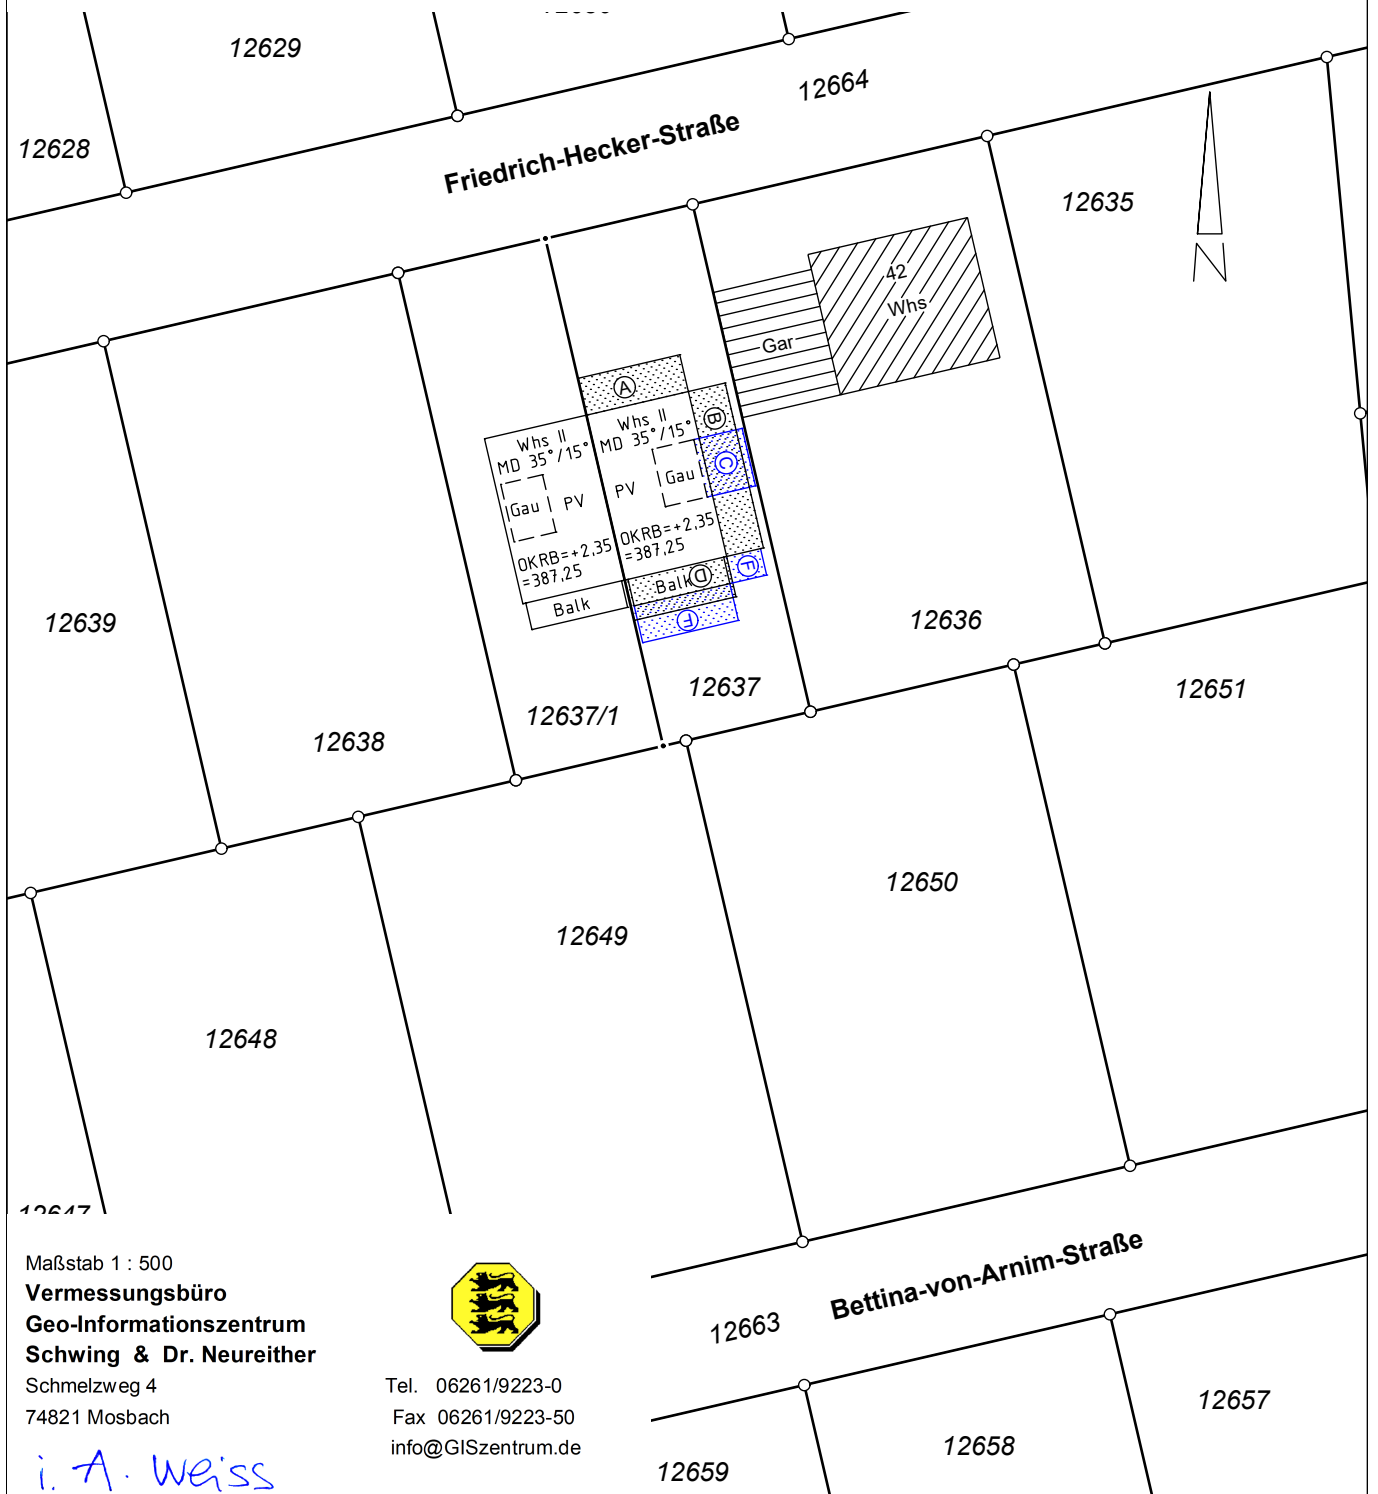 12629
12664
12628
Friedrich-Hecker-Straße
12635
N
42
Whs
Gar
A
B
C
Whs II
MD 35°/15°
Gau
PV
OKRB=+2,35
=387,25
Balk
Whs II
MD 35°/15°
Gau
PV
OKRB=+2,35
=387,25
Balk
D
F
F
12639
12636
12637
12651
12637/1
12638
12650
12649
12648
12647
Maßstab 1 : 500
Vermessungsbüro
Geo-Informationszentrum
Schwing & Dr. Neureither
Schmelzweg 4
74821 Mosbach
Tel. 06261/9223-0
Fax 06261/9223-50
info@GISzentrum.de
i. A. Weiss
Bettina-von-Arnim-Straße
12663
12657
12658
12659